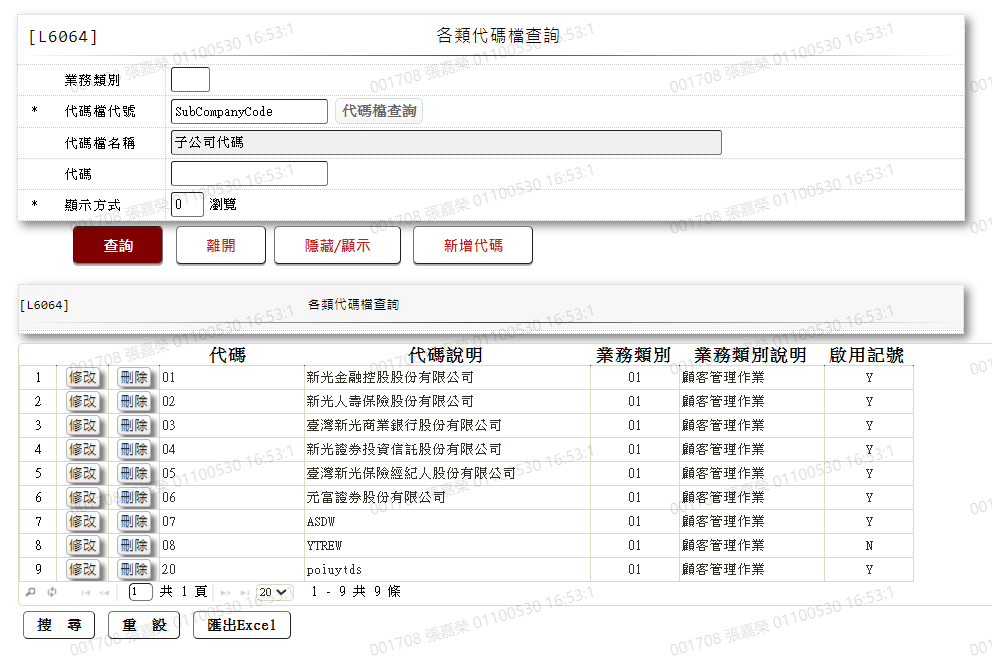 [L6064] 各類代碼檔查詢
業務類別
* 代碼檔代號 SubCompanyCode 代碼檔查詢
代碼檔名稱 子公司代碼
代碼
* 顯示方式 0 瀏覽
查詢 離開 隱藏/顯示 新增代碼
[L6064] 各類代碼檔查詢
代碼 代碼說明 業務類別 業務類別說明 啟用記號
1 修改 刪除 01 新光金融控股股份有限公司 01 顧客管理作業 Y
2 修改 刪除 02 新光人壽保險股份有限公司 01 顧客管理作業 Y
3 修改 刪除 03 臺灣新光商業銀行股份有限公司 01 顧客管理作業 Y
4 修改 刪除 04 新光證券投資信託股份有限公司 01 顧客管理作業 Y
5 修改 刪除 05 臺灣新光保險經紀人股份有限公司 01 顧客管理作業 Y
6 修改 刪除 06 元富證券股份有限公司 01 顧客管理作業 Y
7 修改 刪除 07 ASDW 01 顧客管理作業 Y
8 修改 刪除 08 YTREW 01 顧客管理作業 N
9 修改 刪除 20 poiuytds 01 顧客管理作業 Y
1 共 1 頁 20 1 - 9 共 9 條
搜 尋 重 設 匯出Excel
001708 張嘉榮 01100530 16:53:1